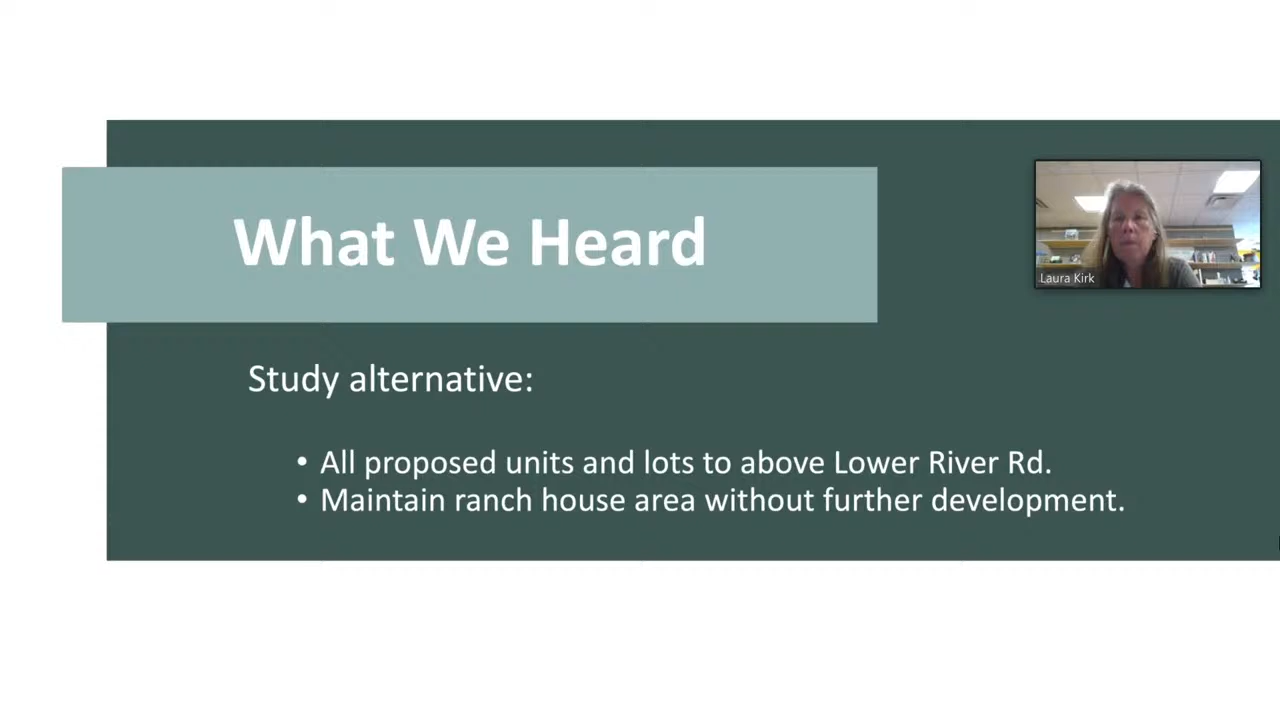 What We Heard
Laura Kirk
Study alternative:
• All proposed units and lots to above Lower River Rd.
• Maintain ranch house area without further development.